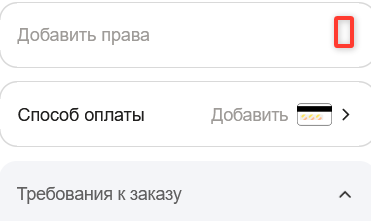 Добавить права
Способ оплаты Добавить
Требования к заказу